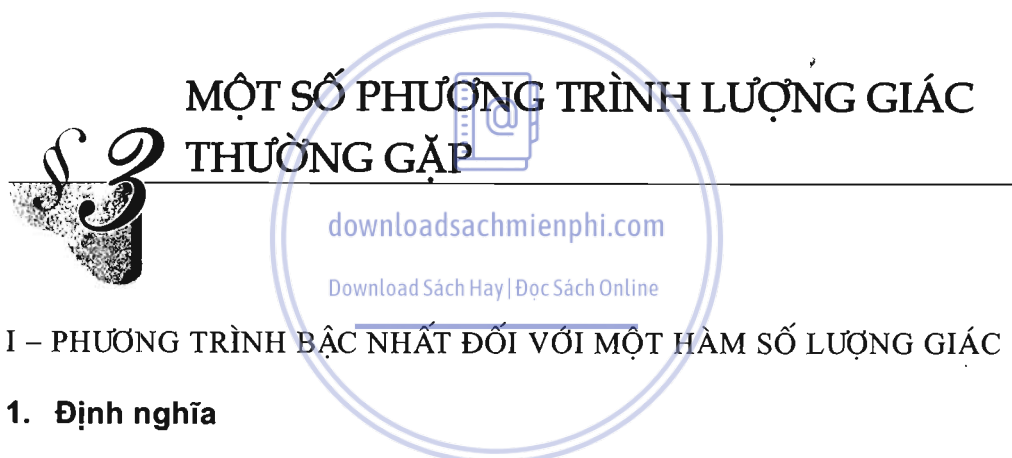 MỘT SỐ PHƯƠNG TRÌNH LƯỢNG GIÁC
§3 THƯỜNG GẶP
@
downloadsachmienphi.com
Download Sách Hay | Đọc Sách Online
I – PHƯƠNG TRÌNH BẬC NHẤT ĐỐI VỚI MỘT HÀM SỐ LƯỢNG GIÁC
1. Định nghĩa